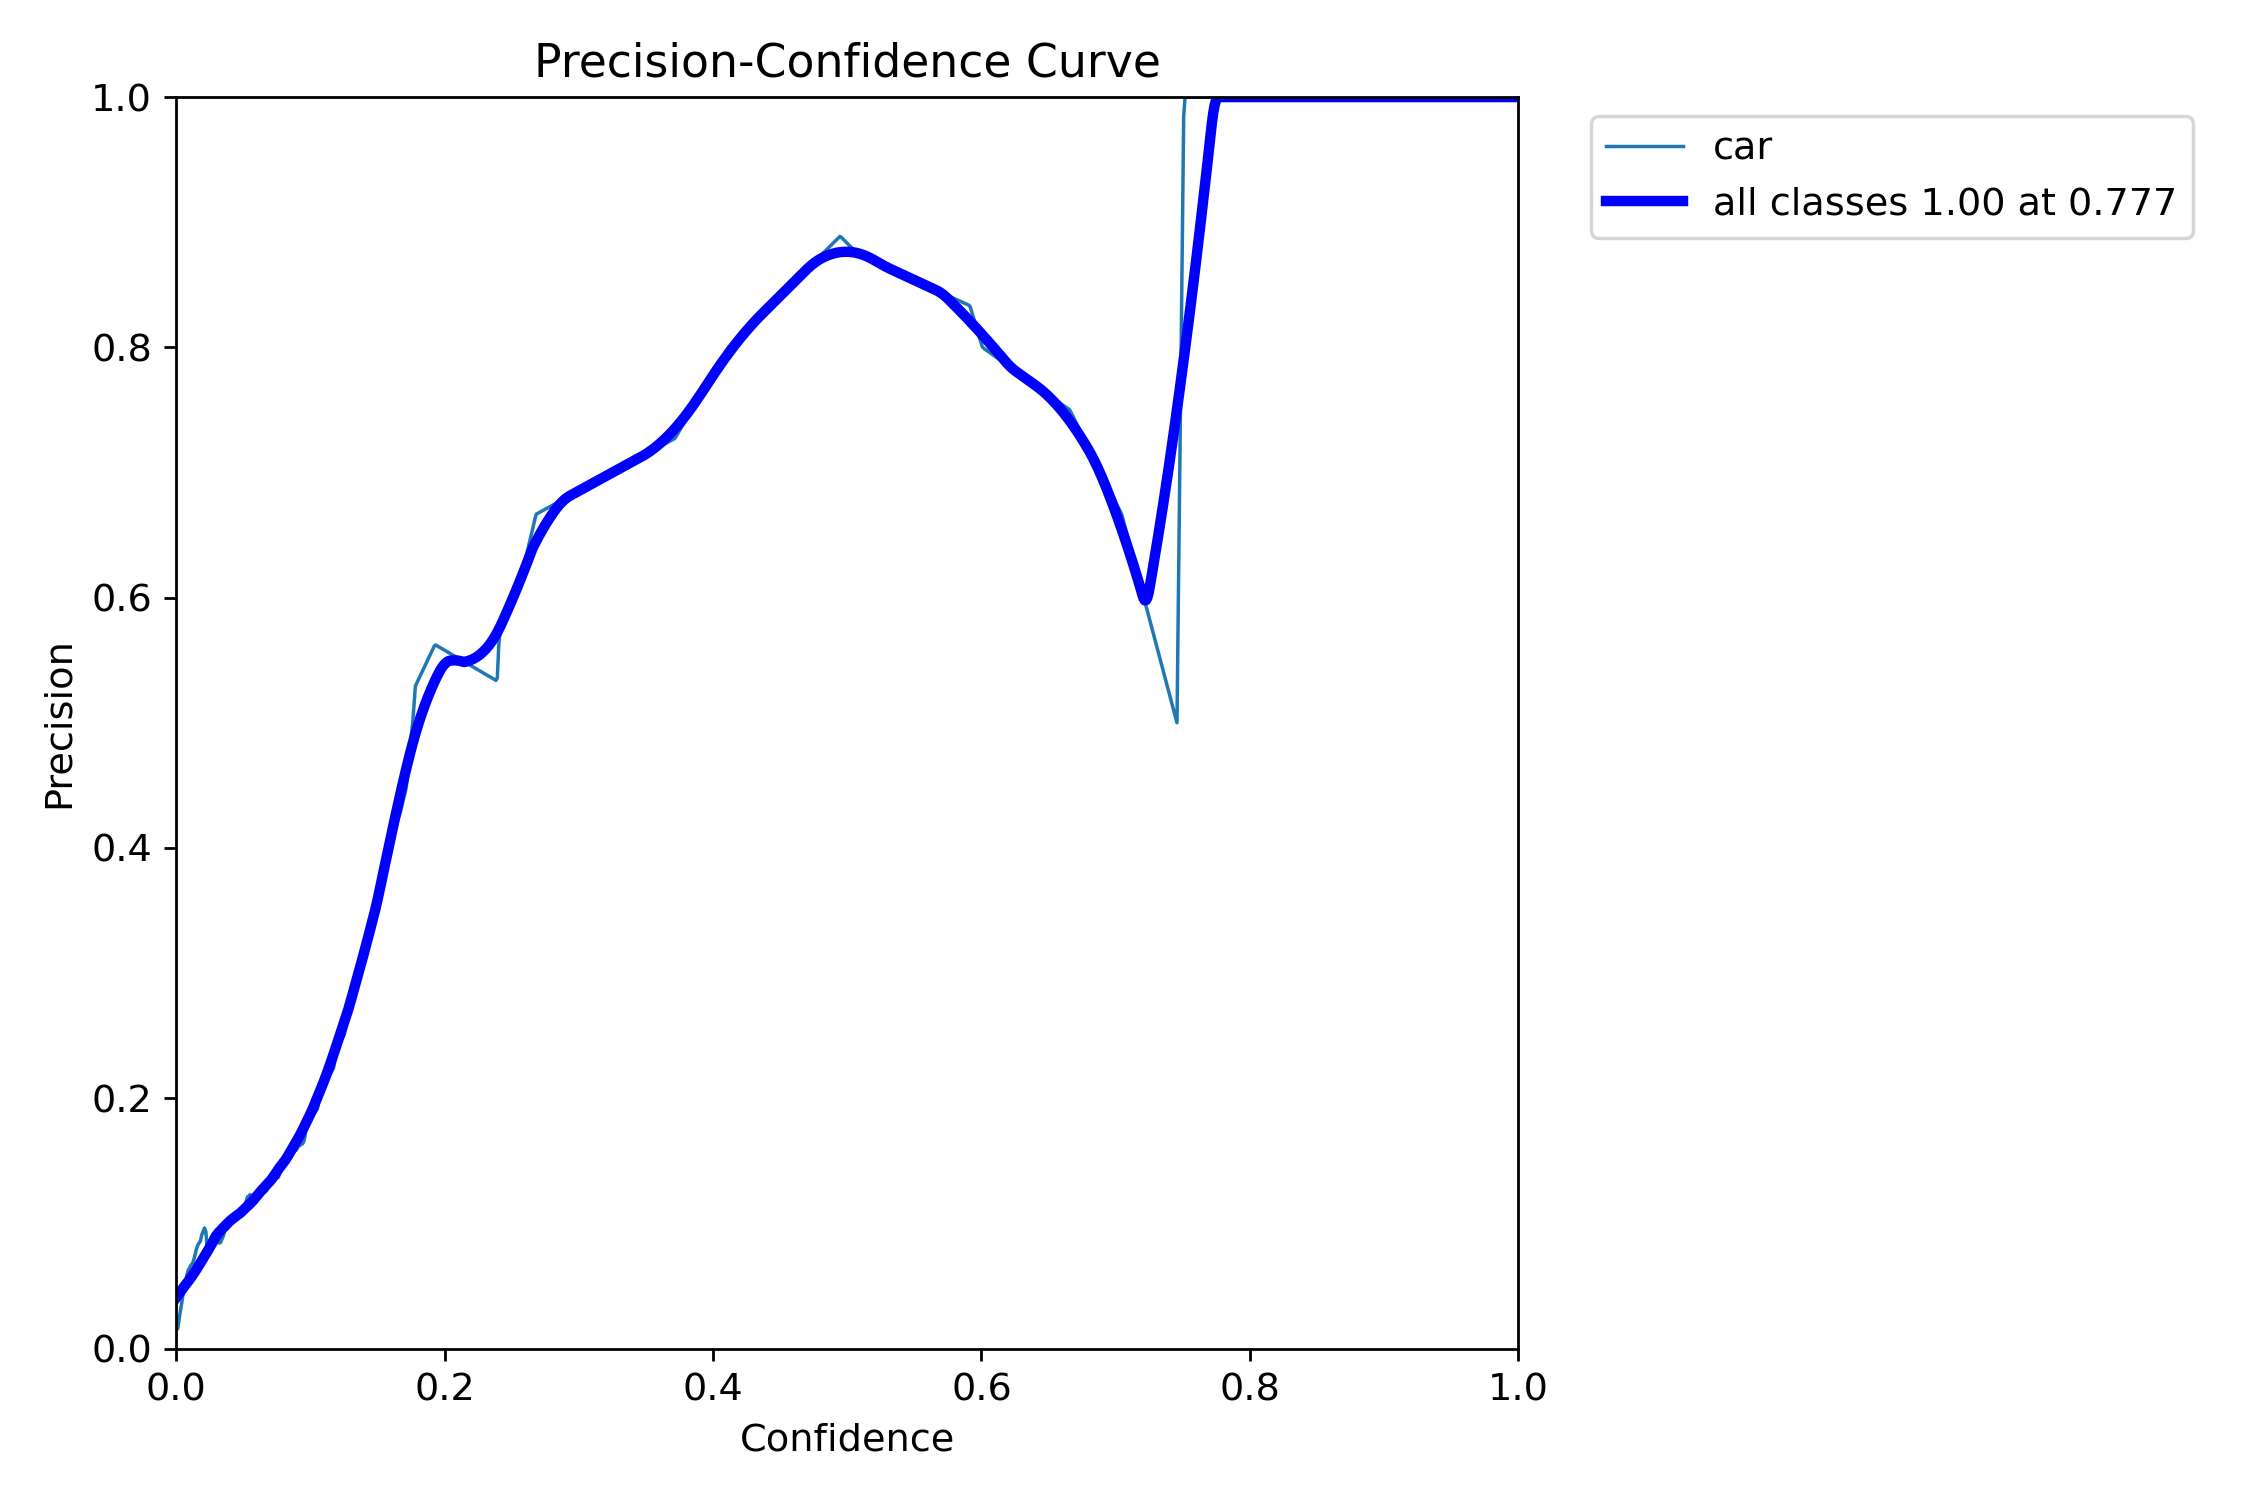 Precision-Confidence Curve
1.0
0.8
0.6
0.4
0.2
0.0
Precision
0.0 0.2 0.4 0.6 0.8 1.0
Confidence
car
all classes 1.00 at 0.777